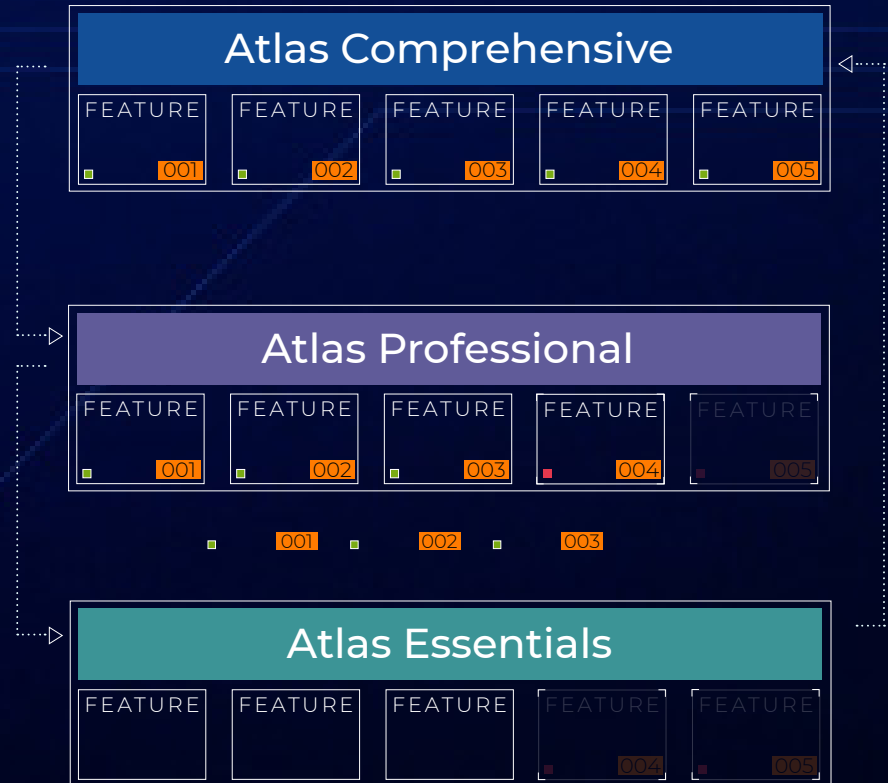 Atlas Comprehensive
FEATURE FEATURE FEATURE FEATURE FEATURE
001 002 003 004 005
Atlas Professional
FEATURE FEATURE FEATURE FEATURE FEATURE
001 002 003 004 005
001 002 003
Atlas Essentials
FEATURE FEATURE FEATURE FEATURE FEATURE
004 005